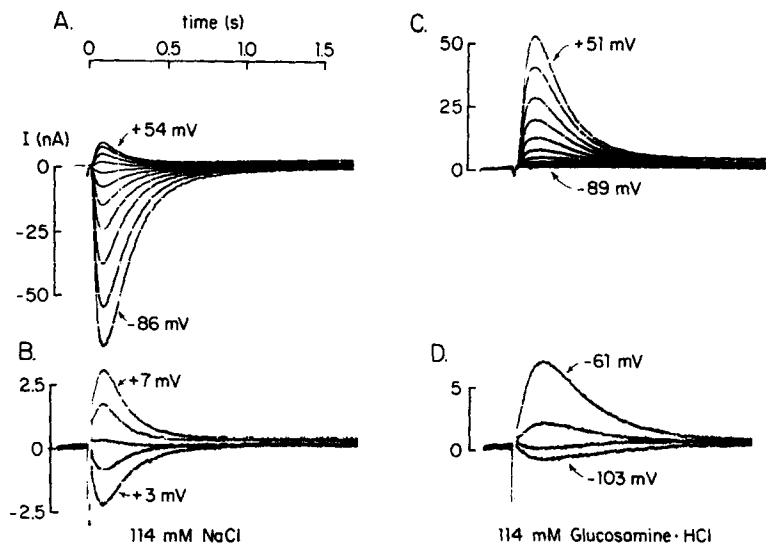 A.
time (s)
0 0.5 1.0 1.5
I (nA)
0
-25
-50
+54 mV
-86 mV
B.
2.5
0
-2.5
+7 mV
+3 mV
114 mM NaCl
C.
50
25
0
+51 mV
-89 mV
D.
5
0
-61 mV
-103 mV
114 mM Glucosamine·HCl